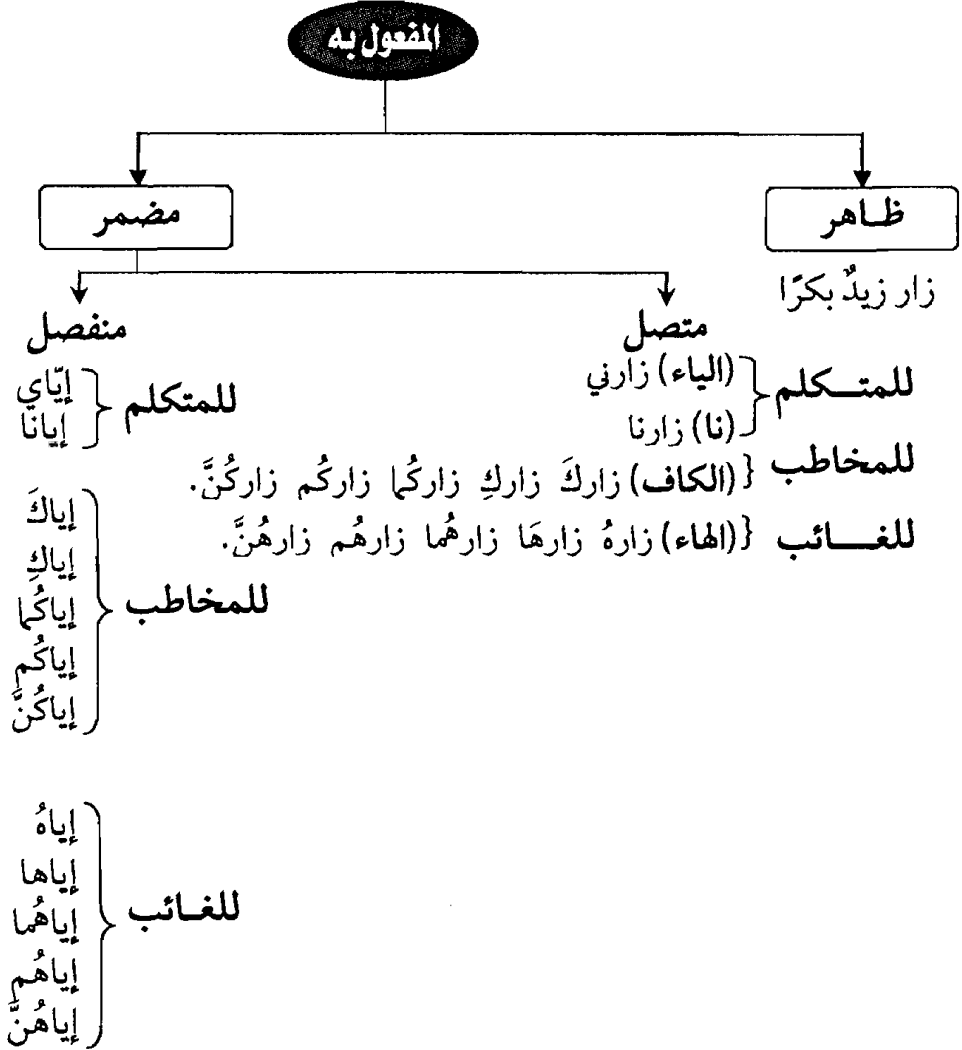 المفعول به
ظاهر
مضمر
زار زيدٌ بكرًا
متصل
للمتكلم
(الياء) زارني
(نا) زارنا
للمخاطب {(الكاف) زاركَ زاركِ زاركُما زاركُم زاركُنَّ.
للغائب {(الهاء) زارهُ زارهَا زارهُما زارهُم زارهُنَّ.
منفصل
للمتكلم
إيّاي
إيانا
للمخاطب
إياكَ
إياكِ
إياكُما
إياكُم
إياكُنَّ
للغائب
إياهُ
إياها
إياهُما
إياهُم
إياهُنَّ